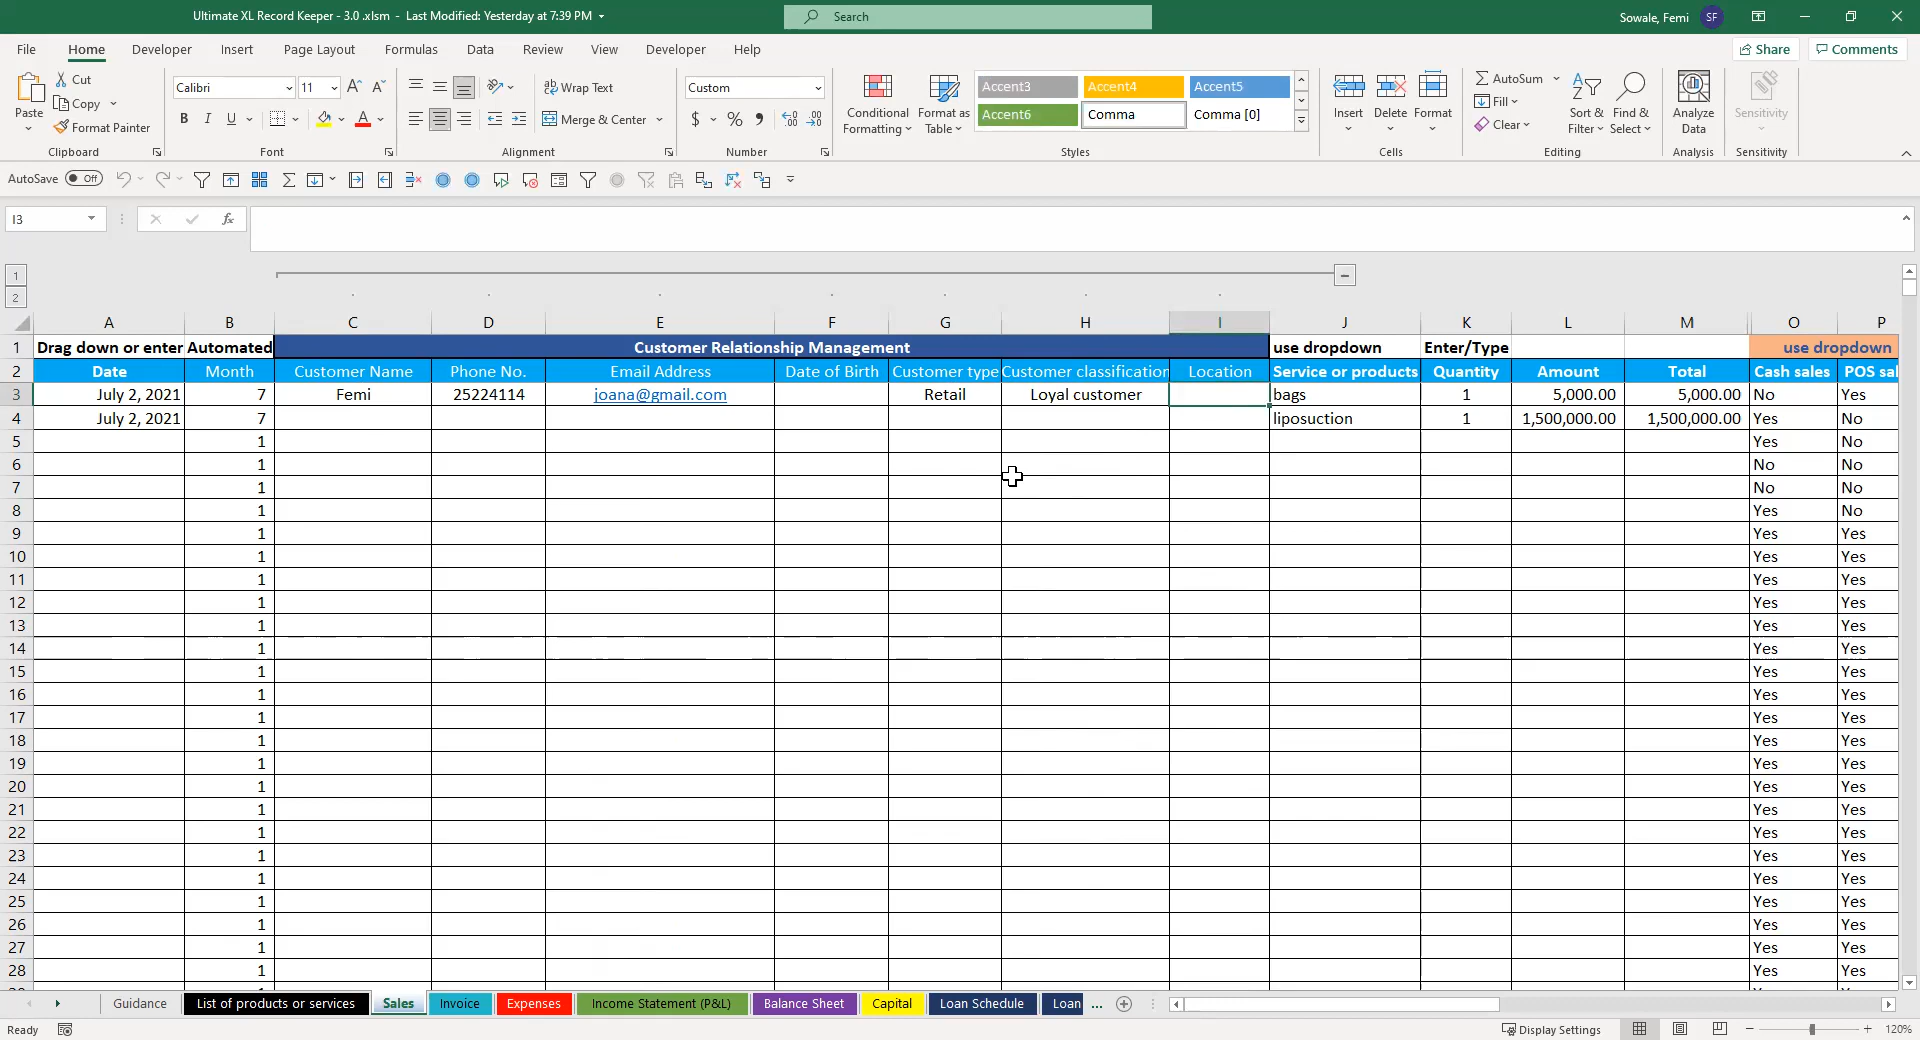 Ultimate XL Record Keeper - 3.0 .xlsm - Last Modified: Yesterday at 7:39 PM
Search
Sowale, Femi SF
File Home Developer Insert Page Layout Formulas Data Review View Developer Help
Share Comments
Paste
Cut
Copy
Format Painter
Clipboard
Calibri 11
B I U
Font
Wrap Text
Merge & Center
Alignment
Custom
$ % 9
Number
Conditional Formatting
Format as Table
Accent3 Accent4 Accent5
Accent6 Comma Comma [0]
Styles
Insert Delete Format
Cells
AutoSum
Fill
Clear
Sort & Filter
Find & Select
Editing
Analyze Data
Analysis
Sensitivity
Sensitivity
AutoSave Off
I3 fx
1
2
A B C D E F G H I J K L M O P
1 Drag down or enter Automated Customer Relationship Management use dropdown Enter/Type use dropdown
2 Date Month Customer Name Phone No. Email Address Date of Birth Customer type Customer classification Location Service or products Quantity Amount Total Cash sales POS sal
3 July 2, 2021 7 Femi 25224114 joana@gmail.com Retail Loyal customer bags 1 5,000.00 5,000.00 No Yes
4 July 2, 2021 7 liposuction 1 1,500,000.00 1,500,000.00 Yes No
5 1 Yes No
6 1 No No
7 1 No No
8 1 Yes No
9 1 Yes Yes
10 1 Yes Yes
11 1 Yes Yes
12 1 Yes Yes
13 1 Yes Yes
14 1 Yes Yes
15 1 Yes Yes
16 1 Yes Yes
17 1 Yes Yes
18 1 Yes Yes
19 1 Yes Yes
20 1 Yes Yes
21 1 Yes Yes
22 1 Yes Yes
23 1 Yes Yes
24 1 Yes Yes
25 1 Yes Yes
26 1 Yes Yes
27 1 Yes Yes
28 1 Yes Yes
Guidance List of products or services Sales Invoice Expenses Income Statement (P&L) Balance Sheet Capital Loan Schedule Loan ...
Ready Display Settings 120%